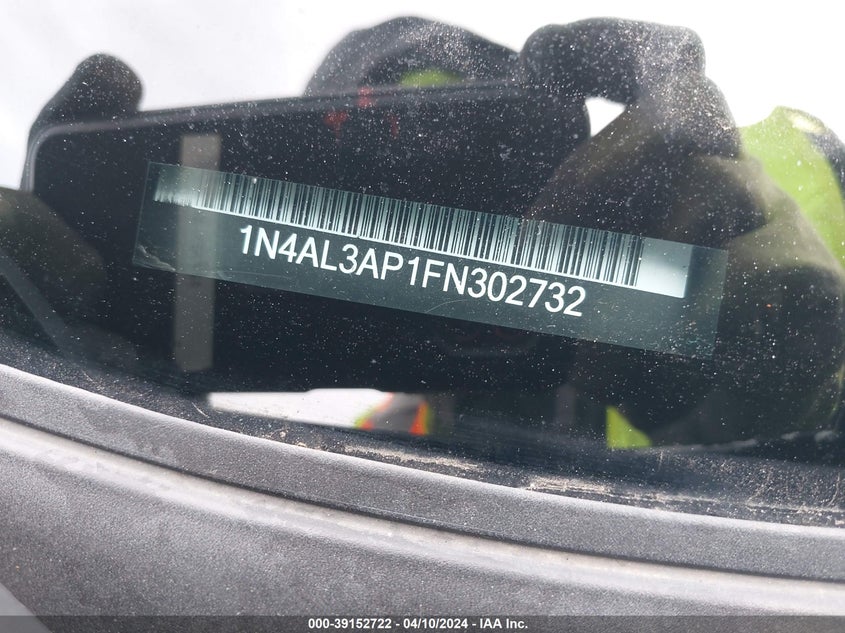 1N4AL3AP1FN302732
000-39152722 - 04/10/2024 - IAA Inc.